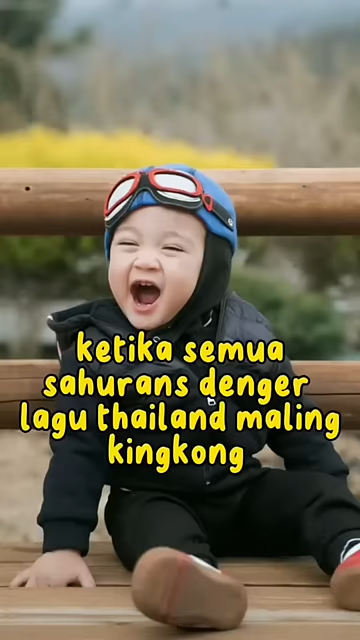 ketika semua
sahurans denger
lagu thailand maling
kingkong